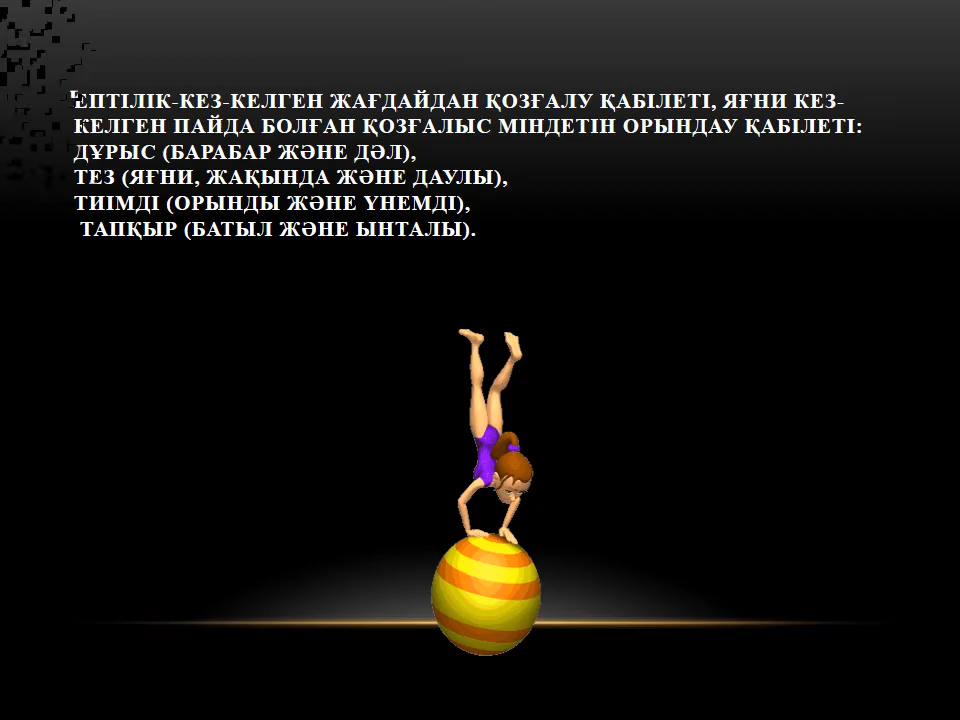 ЕПТІЛІК-КЕЗ-КЕЛГЕН ЖАҒДАЙДАН ҚОЗҒАЛУ ҚАБІЛЕТІ, ЯҒНИ КЕЗ-
КЕЛГЕН ПАЙДА БОЛҒАН ҚОЗҒАЛЫС МІНДЕТІН ОРЫНДАУ ҚАБІЛЕТІ:
ДҰРЫС (БАРАБАР ЖӘНЕ ДӘЛ),
ТЕЗ (ЯҒНИ, ЖАҚЫНДА ЖӘНЕ ДАУЛЫ),
ТИІМДІ (ОРЫНДЫ ЖӘНЕ ҮНЕМДІ),
ТАПҚЫР (БАТЫЛ ЖӘНЕ ЫНТАЛЫ).